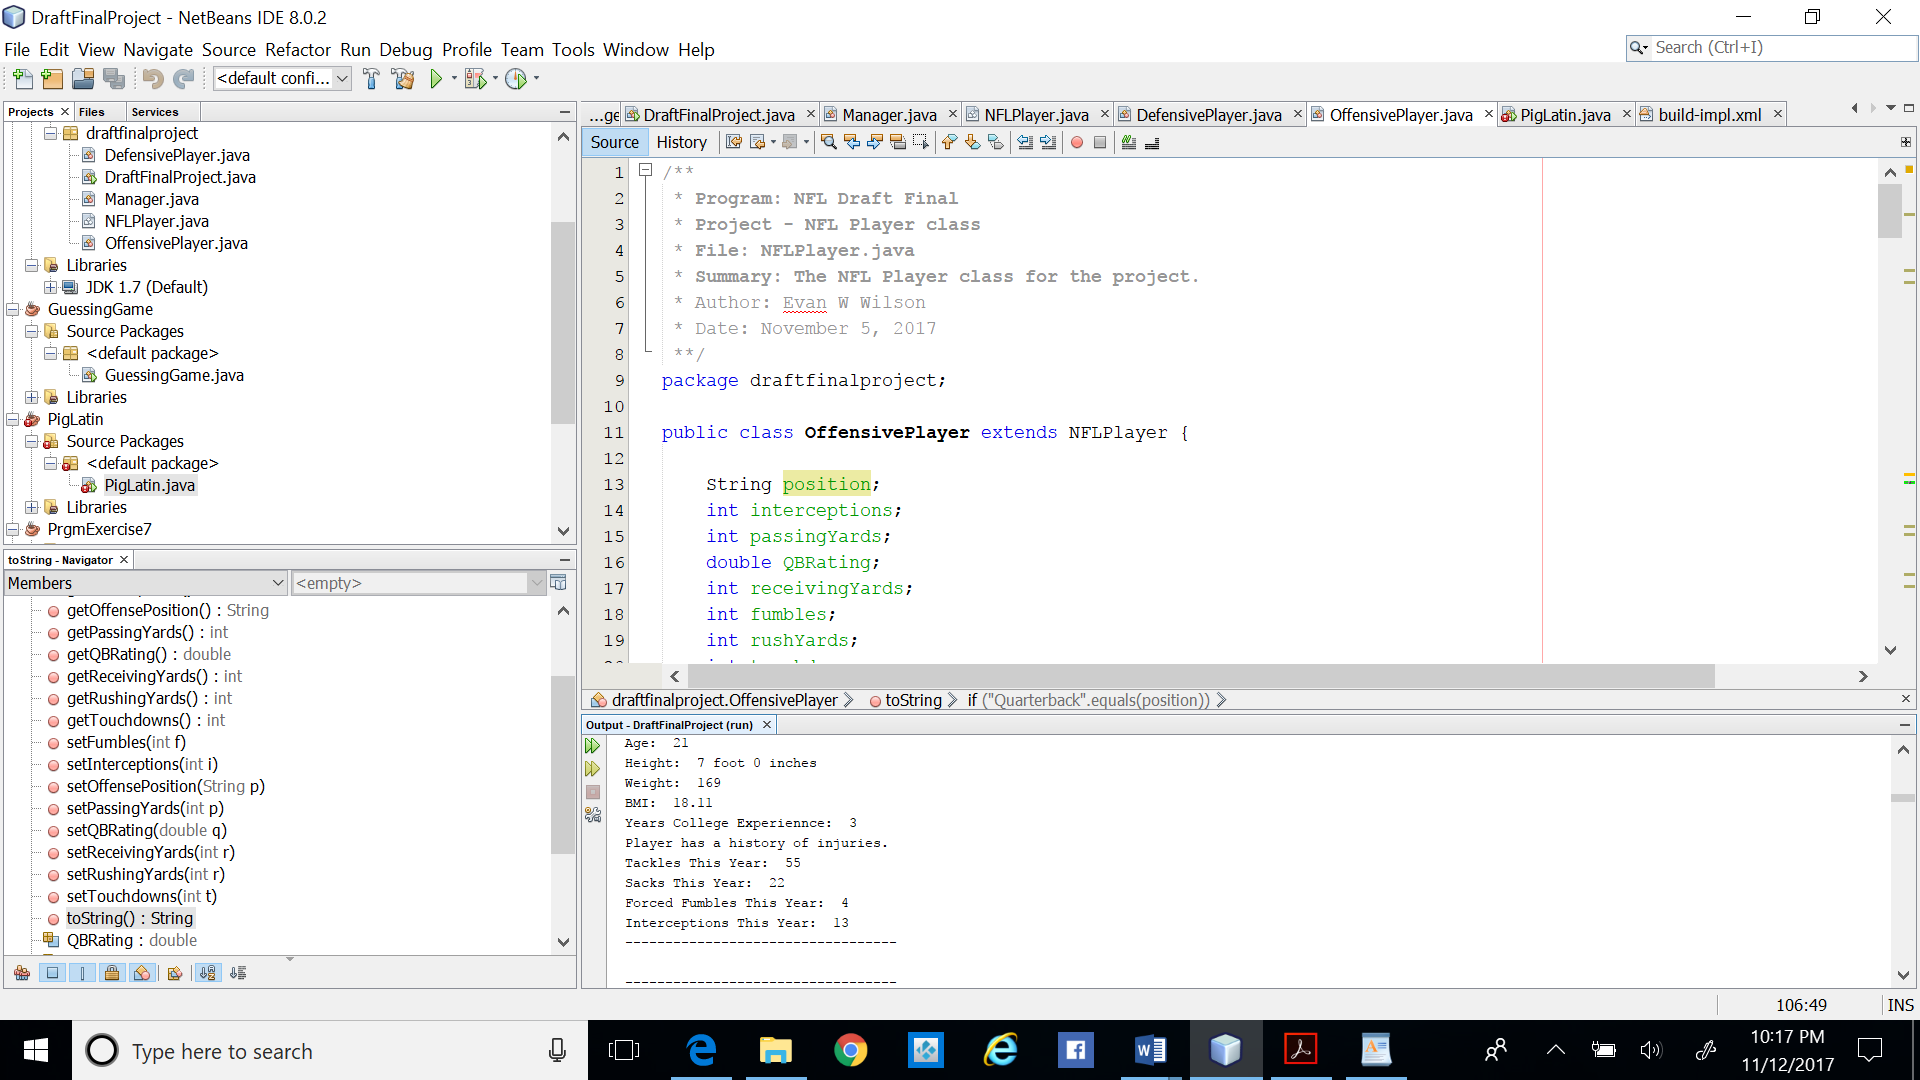 DraftFinalProject - NetBeans IDE 8.0.2
File Edit View Navigate Source Refactor Run Debug Profile Team Tools Window Help
Search (Ctrl+I)
<default confi...
Projects Files Services
draftfinalproject
DefensivePlayer.java
DraftFinalProject.java
Manager.java
NFLPlayer.java
OffensivePlayer.java
Libraries
JDK 1.7 (Default)
GuessingGame
Source Packages
<default package>
GuessingGame.java
Libraries
PigLatin
Source Packages
<default package>
PigLatin.java
Libraries
PrgmExercise7
toString - Navigator
Members <empty>
getOffensePosition() : String
getPassingYards() : int
getQBRating() : double
getReceivingYards() : int
getRushingYards() : int
getTouchdowns() : int
setFumbles(int f)
setInterceptions(int i)
setOffensePosition(String p)
setPassingYards(int p)
setQBRating(double q)
setReceivingYards(int r)
setRushingYards(int r)
setTouchdowns(int t)
toString() : String
QBRating : double
...ge DraftFinalProject.java Manager.java NFLPlayer.java DefensivePlayer.java OffensivePlayer.java PigLatin.java build-impl.xml
Source History
1 /**
2 * Program: NFL Draft Final
3 * Project - NFL Player class
4 * File: NFLPlayer.java
5 * Summary: The NFL Player class for the project.
6 * Author: Evan W Wilson
7 * Date: November 5, 2017
8 **/
9 package draftfinalproject;
10
11 public class OffensivePlayer extends NFLPlayer {
12
13 String position;
14 int interceptions;
15 int passingYards;
16 double QBRating;
17 int receivingYards;
18 int fumbles;
19 int rushYards;
draftfinalproject.OffensivePlayer toString if ("Quarterback".equals(position))
Output - DraftFinalProject (run)
Age: 21
Height: 7 foot 0 inches
Weight: 169
BMI: 18.11
Years College Experiennce: 3
Player has a history of injuries.
Tackles This Year: 55
Sacks This Year: 22
Forced Fumbles This Year: 4
Interceptions This Year: 13
----------------------------------
----------------------------------
106:49 INS
Type here to search
10:17 PM
11/12/2017